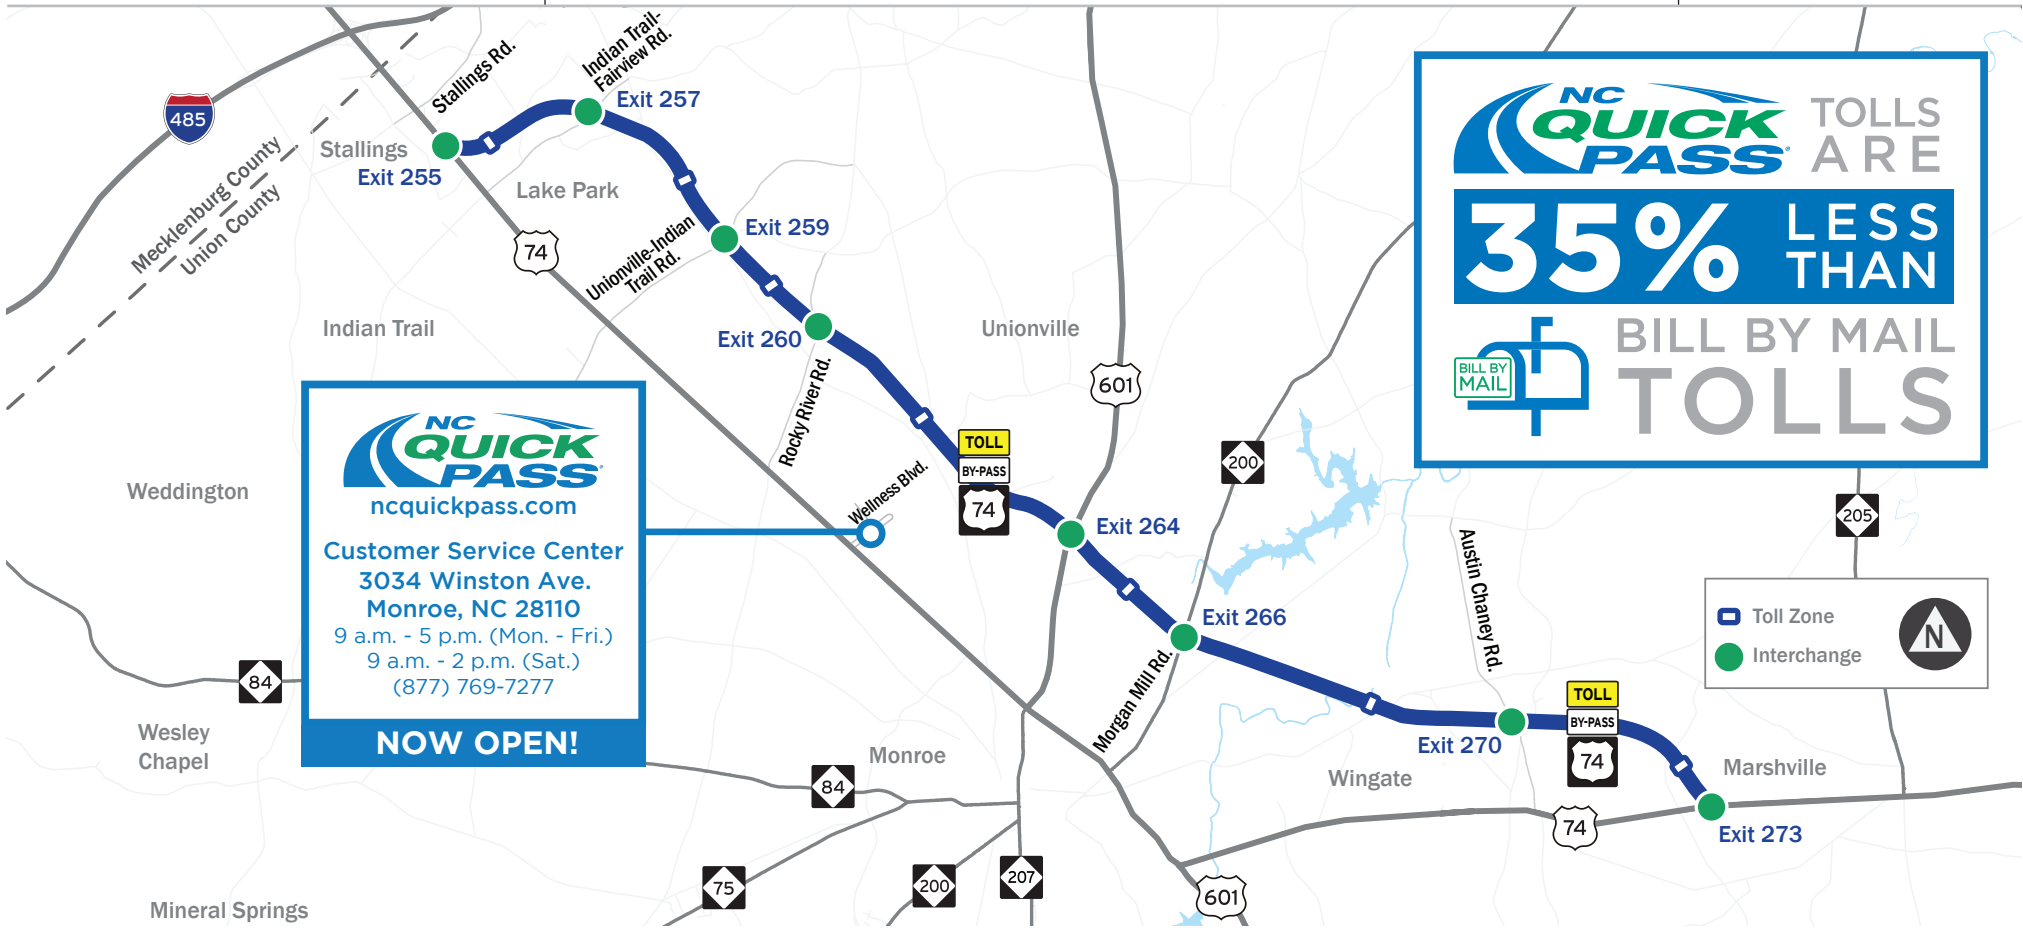 Stallings Rd.
Indian Trail-
Fairview Rd.
Exit 257
485
Stallings
Exit 255
Mecklenburg County
Union County
Lake Park
74
Unionville-Indian
Trail Rd.
Exit 259
Indian Trail
Exit 260
Unionville
601
Rocky River Rd.
Wellness Blvd.
TOLL
BY-PASS
74
Exit 264
200
Weddington
NC
QUICK
PASS®
ncquickpass.com
Customer Service Center
3034 Winston Ave.
Monroe, NC 28110
9 a.m. - 5 p.m. (Mon. - Fri.)
9 a.m. - 2 p.m. (Sat.)
(877) 769-7277
NOW OPEN!
NC
QUICK
PASS®
TOLLS
ARE
35%
LESS
THAN
BILL BY
MAIL
BILL BY MAIL
TOLLS
205
Toll Zone
Interchange
N
Exit 266
Morgan Mill Rd.
Austin Chaney Rd.
Exit 270
TOLL
BY-PASS
74
Wingate
Marshville
74
Exit 273
84
Wesley
Chapel
Monroe
84
75
200
207
601
Mineral Springs